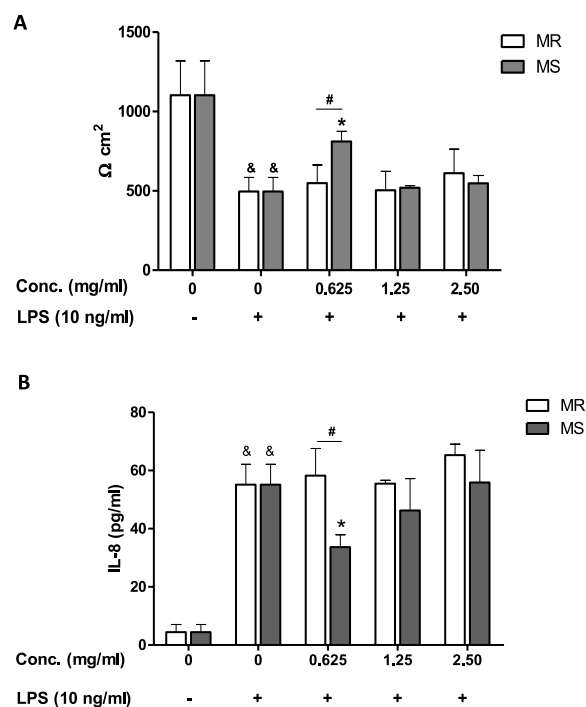 A
MR
MS
1500
1000
500
0
Ω cm²
#
*
& &
Conc. (mg/ml) 0 0 0.625 1.25 2.50
LPS (10 ng/ml) - + + + +
B
MR
MS
80
60
40
20
0
IL-8 (pg/ml)
& &
#
*
Conc. (mg/ml) 0 0 0.625 1.25 2.50
LPS (10 ng/ml) - + + + +